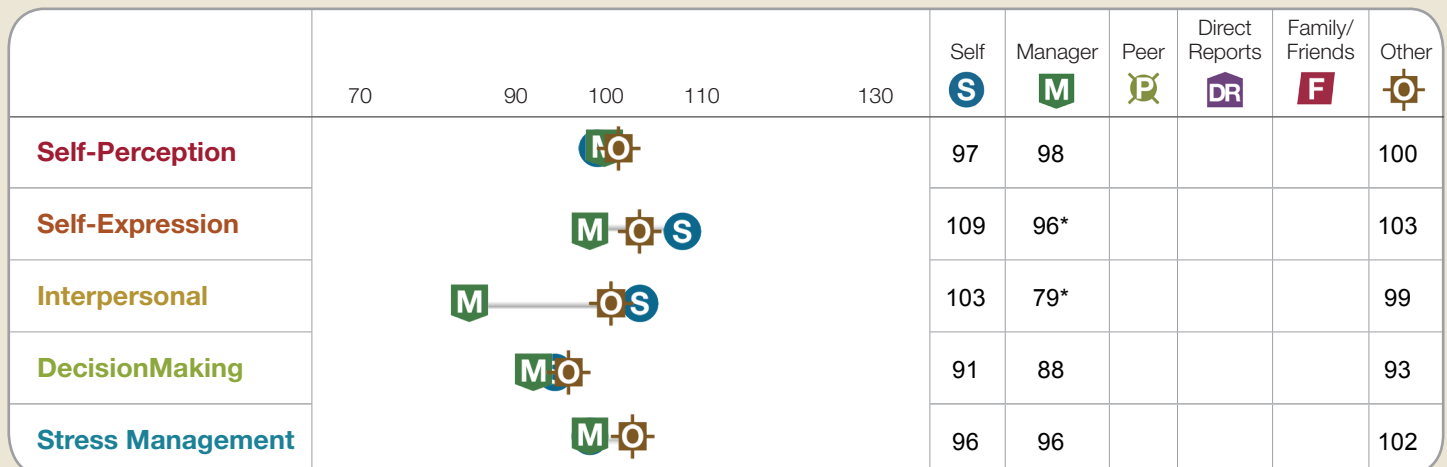 Direct Family/
Self Manager Peer Reports Friends Other
70 90 100 110 130 S M P DR F O
Self-Perception M O 97 98 100
Self-Expression M O S 109 96* 103
Interpersonal M O S 103 79* 99
DecisionMaking M O 91 88 93
Stress Management M O 96 96 102